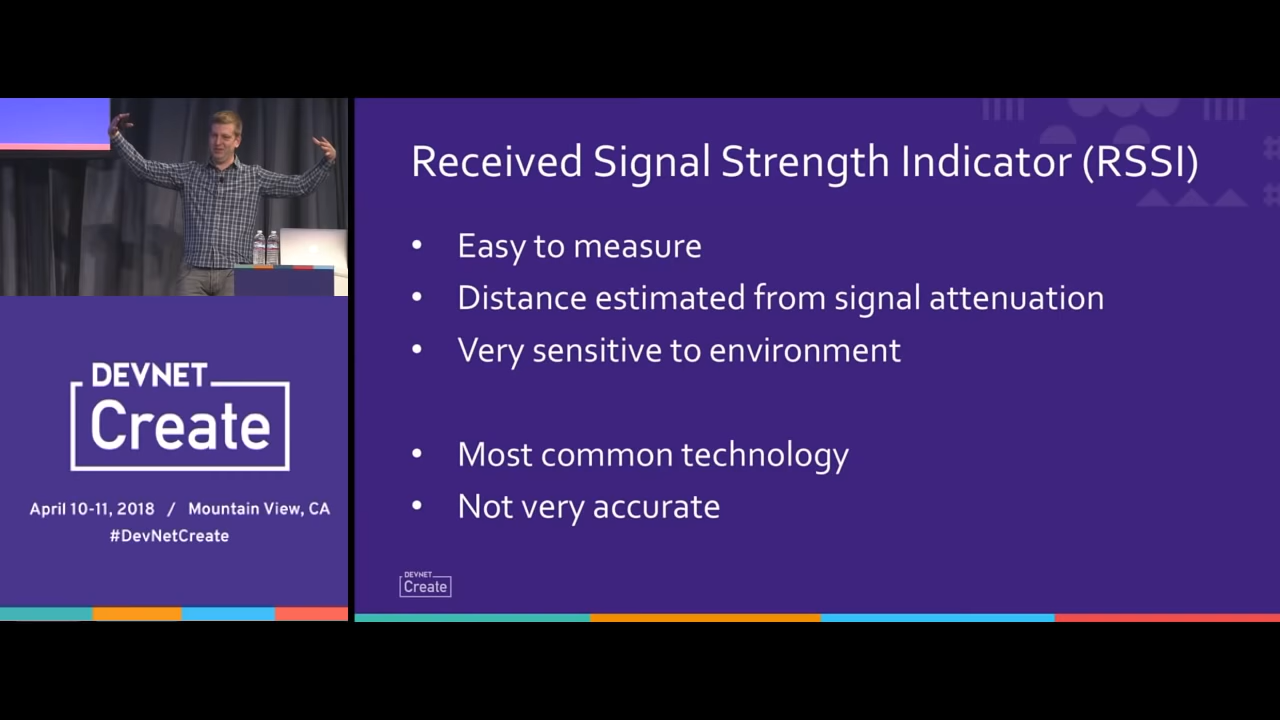 DEVNET
Create
April 10-11, 2018 / Mountain View, CA
#DevNetCreate
Received Signal Strength Indicator (RSSI)
• Easy to measure
• Distance estimated from signal attenuation
• Very sensitive to environment
• Most common technology
• Not very accurate
DEVNET
Create